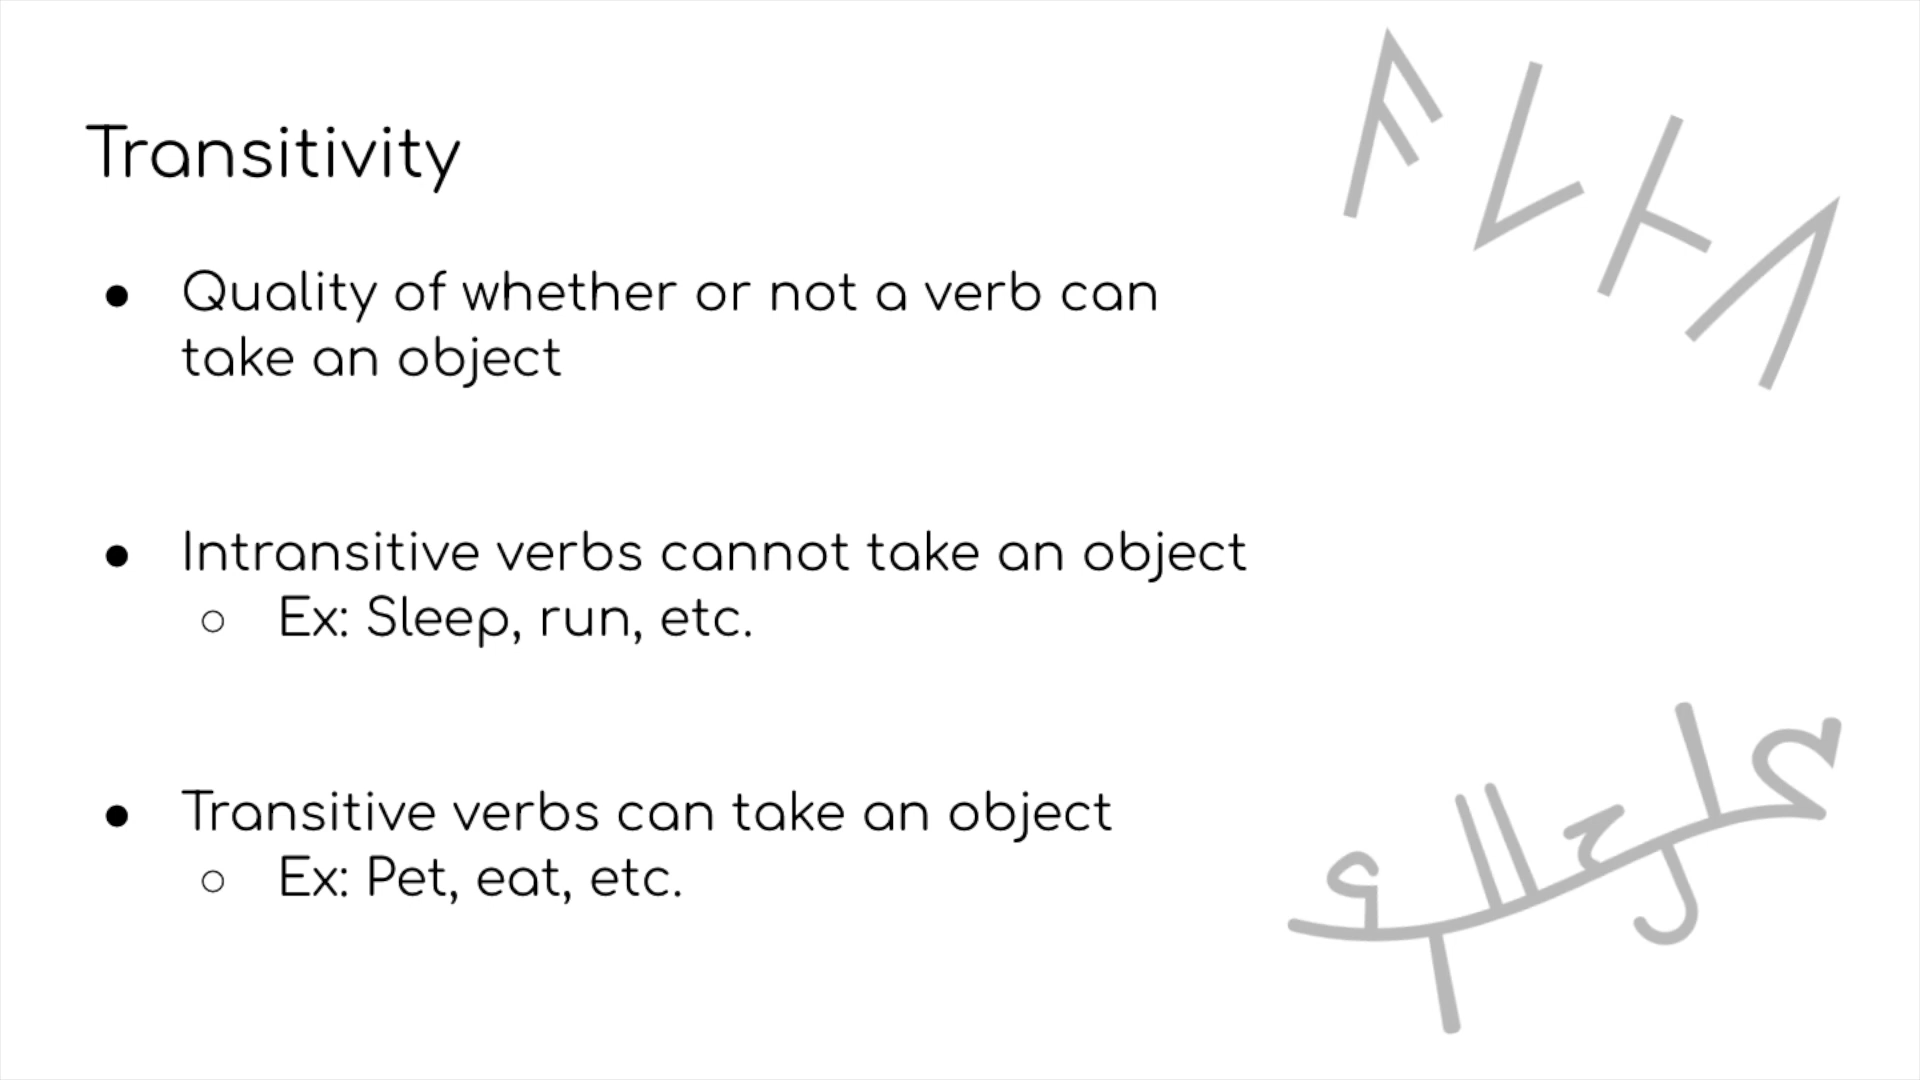 Transitivity
● Quality of whether or not a verb can
take an object
● Intransitive verbs cannot take an object
○ Ex: Sleep, run, etc.
● Transitive verbs can take an object
○ Ex: Pet, eat, etc.